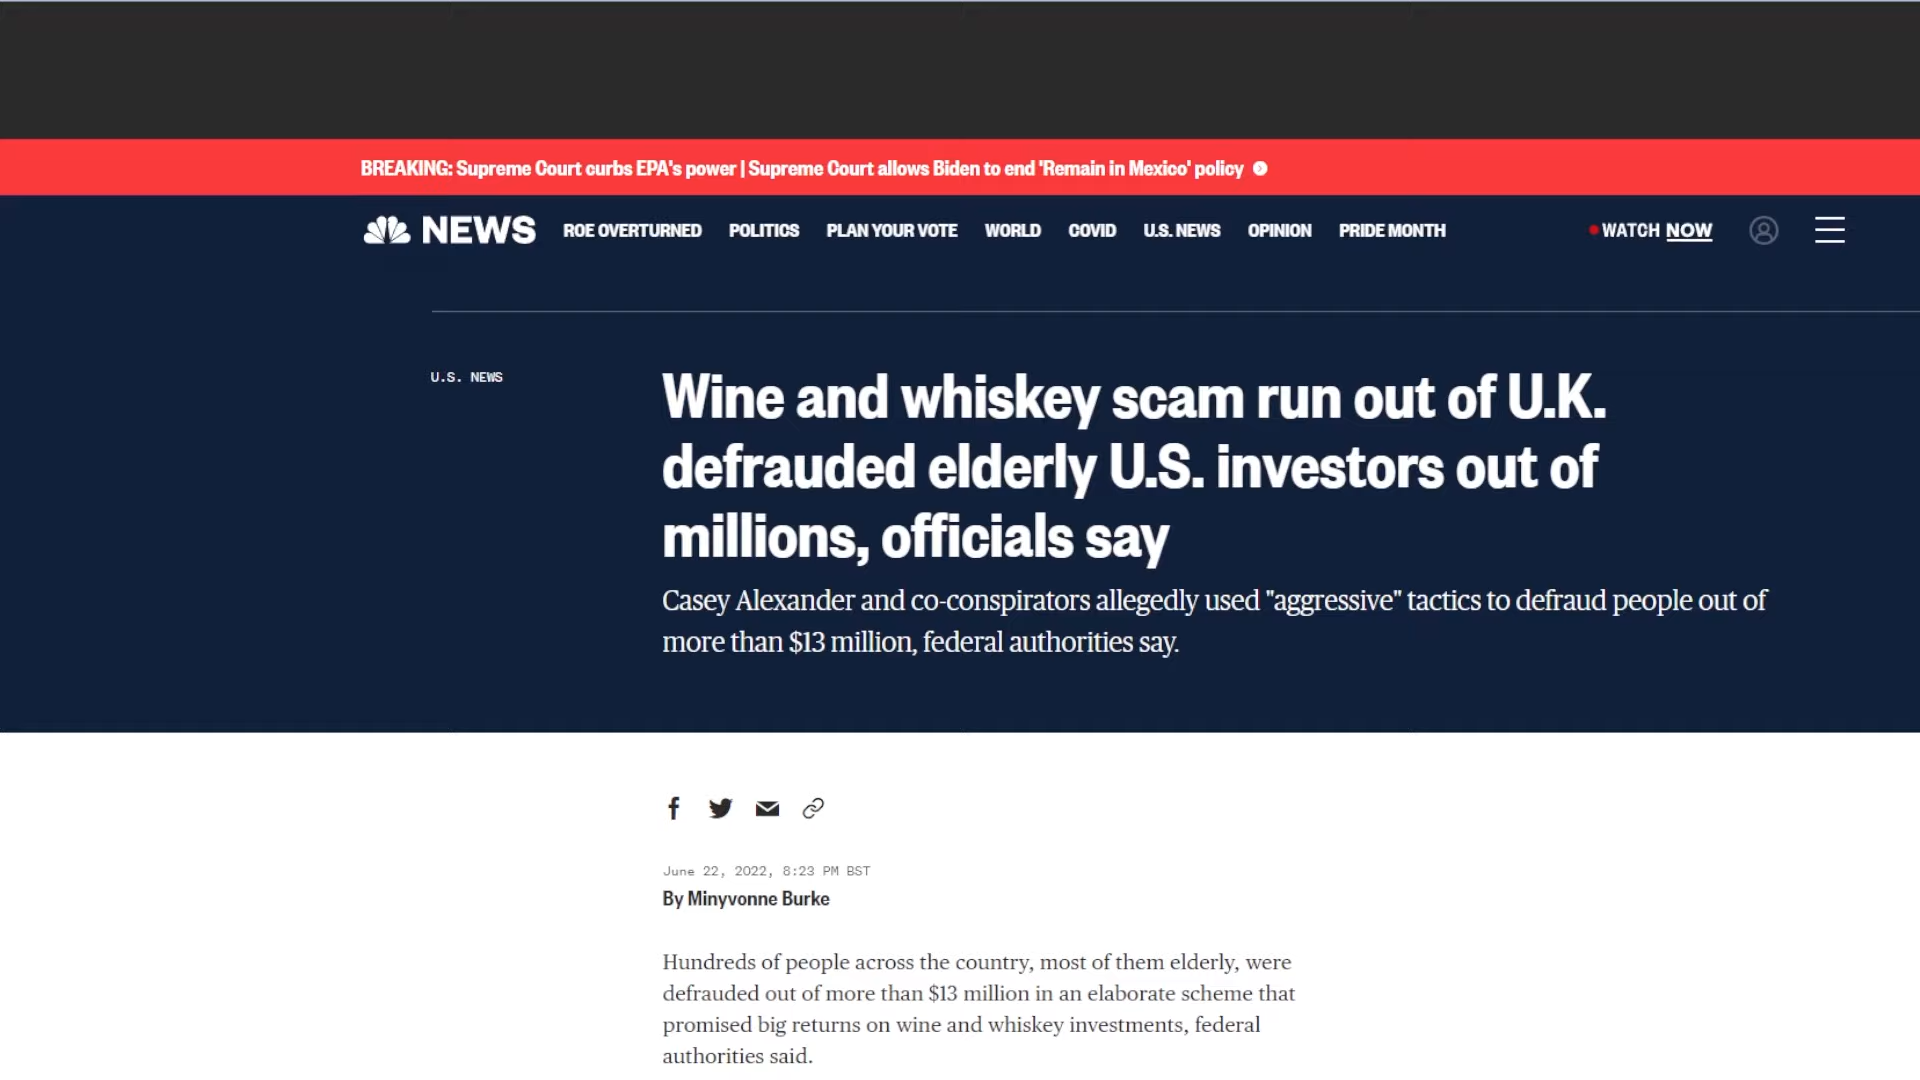 BREAKING: Supreme Court curbs EPA's power | Supreme Court allows Biden to end 'Remain in Mexico' policy
NEWS ROE OVERTURNED POLITICS PLAN YOUR VOTE WORLD COVID U.S. NEWS OPINION PRIDE MONTH WATCH NOW
U.S. NEWS
Wine and whiskey scam run out of U.K.
defrauded elderly U.S. investors out of
millions, officials say
Casey Alexander and co-conspirators allegedly used "aggressive" tactics to defraud people out of
more than $13 million, federal authorities say.
June 22, 2022, 8:23 PM BST
By Minyvonne Burke
Hundreds of people across the country, most of them elderly, were
defrauded out of more than $13 million in an elaborate scheme that
promised big returns on wine and whiskey investments, federal
authorities said.